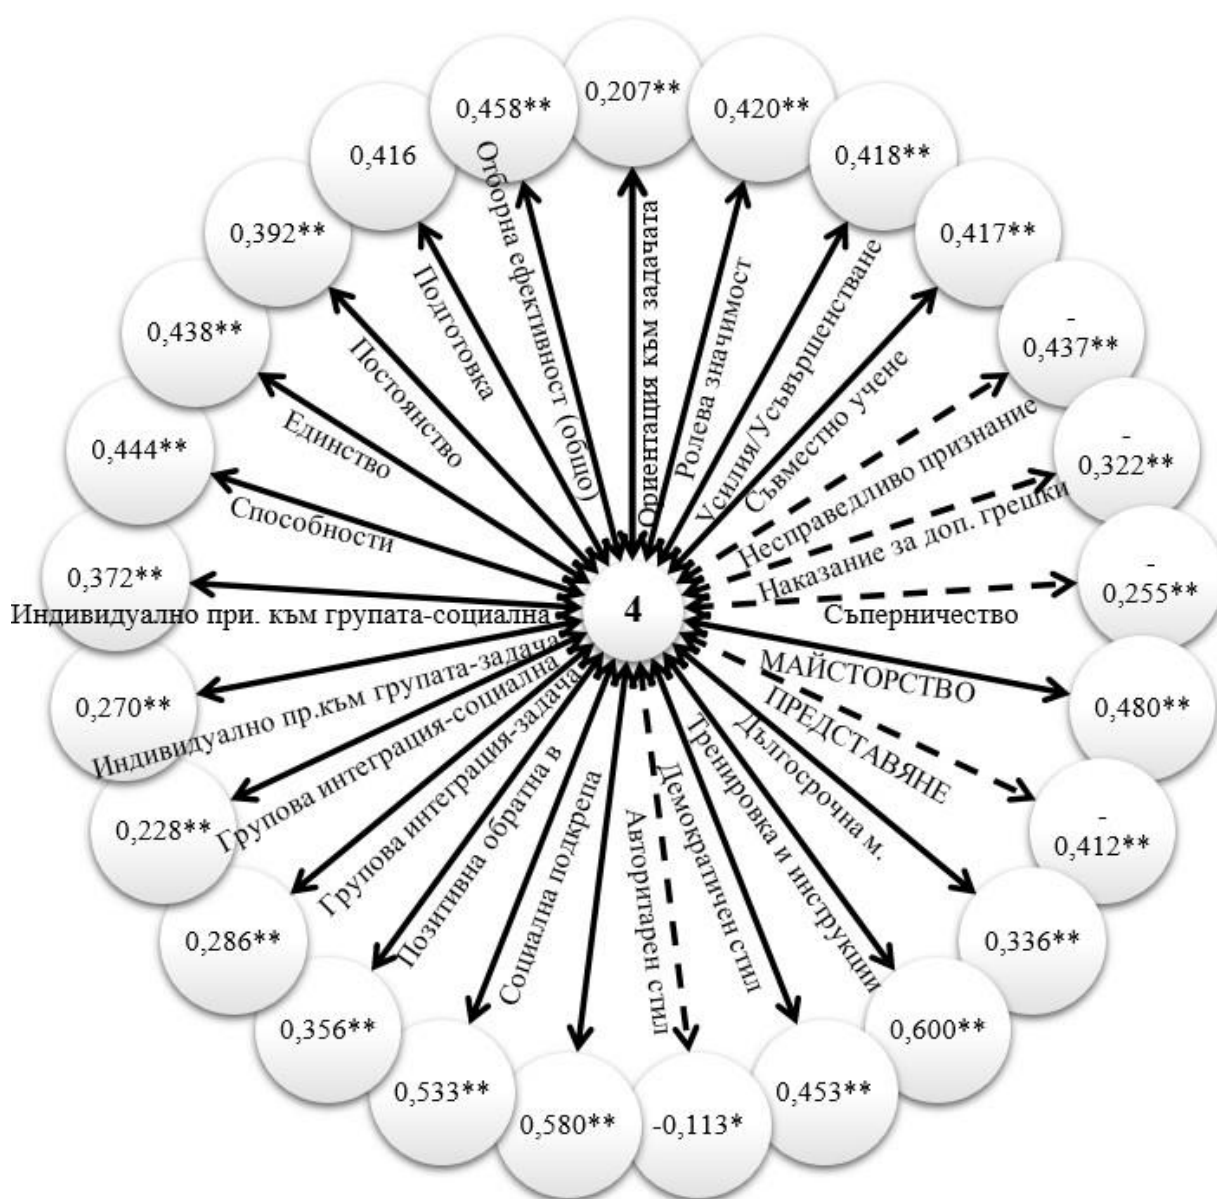 0,207**
Ориентация към задачата
0,420**
Ролева значимост
0,418**
Усилия/Усъвършенстване
0,417**
Съвместно учене
-
0,437**
Несправедливо признание
-
0,322**
Наказание за доп. грешки
-
0,255**
Съперничество
0,480**
МАЙСТОРСТВО
-
0,412**
ПРЕДСТАВЯНЕ
0,336**
Дългосрочна м.
0,600**
Тренировка и инструкции
0,453**
Демократичен стил
-0,113*
Авторитарен стил
0,580**
Социална подкрепа
0,533**
Позитивна обратна в
0,356**
Групова интеграция-задача
0,286**
Групова интеграция-социална
0,228**
Индивидуално пр.към групата-задача
0,270**
Индивидуално при. към групата-социална
0,372**
Способности
0,444**
Единство
0,438**
Постоянство
0,392**
Подготовка
0,416
Отборна ефективност (общо)
0,458**
4